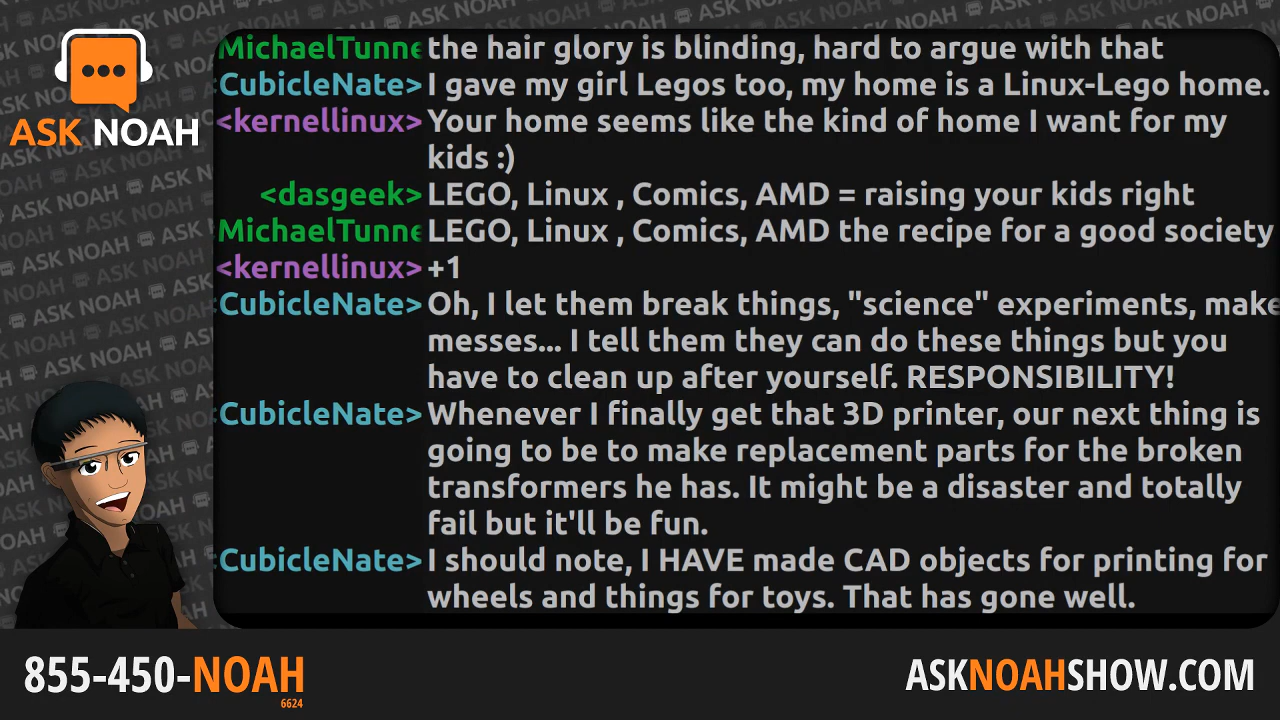 ASK NOAH
MichaelTunne the hair glory is blinding, hard to argue with that
CubicleNate> I gave my girl Legos too, my home is a Linux-Lego home.
<kernellinux> Your home seems like the kind of home I want for my
kids :)
<dasgeek> LEGO, Linux , Comics, AMD = raising your kids right
MichaelTunne LEGO, Linux , Comics, AMD the recipe for a good society
<kernellinux> +1
CubicleNate> Oh, I let them break things, "science" experiments, make
messes... I tell them they can do these things but you
have to clean up after yourself. RESPONSIBILITY!
CubicleNate> Whenever I finally get that 3D printer, our next thing is
going to be to make replacement parts for the broken
transformers he has. It might be a disaster and totally
fail but it'll be fun.
CubicleNate> I should note, I HAVE made CAD objects for printing for
wheels and things for toys. That has gone well.
855-450-NOAH
6624
ASKNOAHSHOW.COM